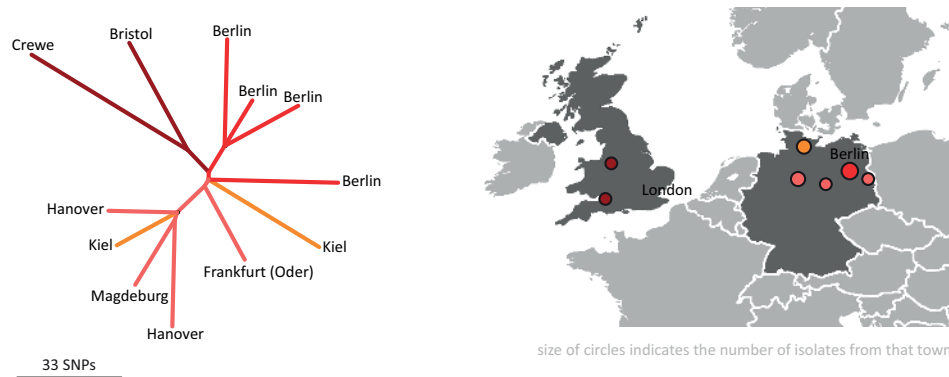 Crewe
Bristol
Berlin
Berlin
Berlin
Berlin
Hanover
Kiel
Kiel
Frankfurt (Oder)
Magdeburg
Hanover
33 SNPs
Berlin
London
size of circles indicates the number of isolates from that town